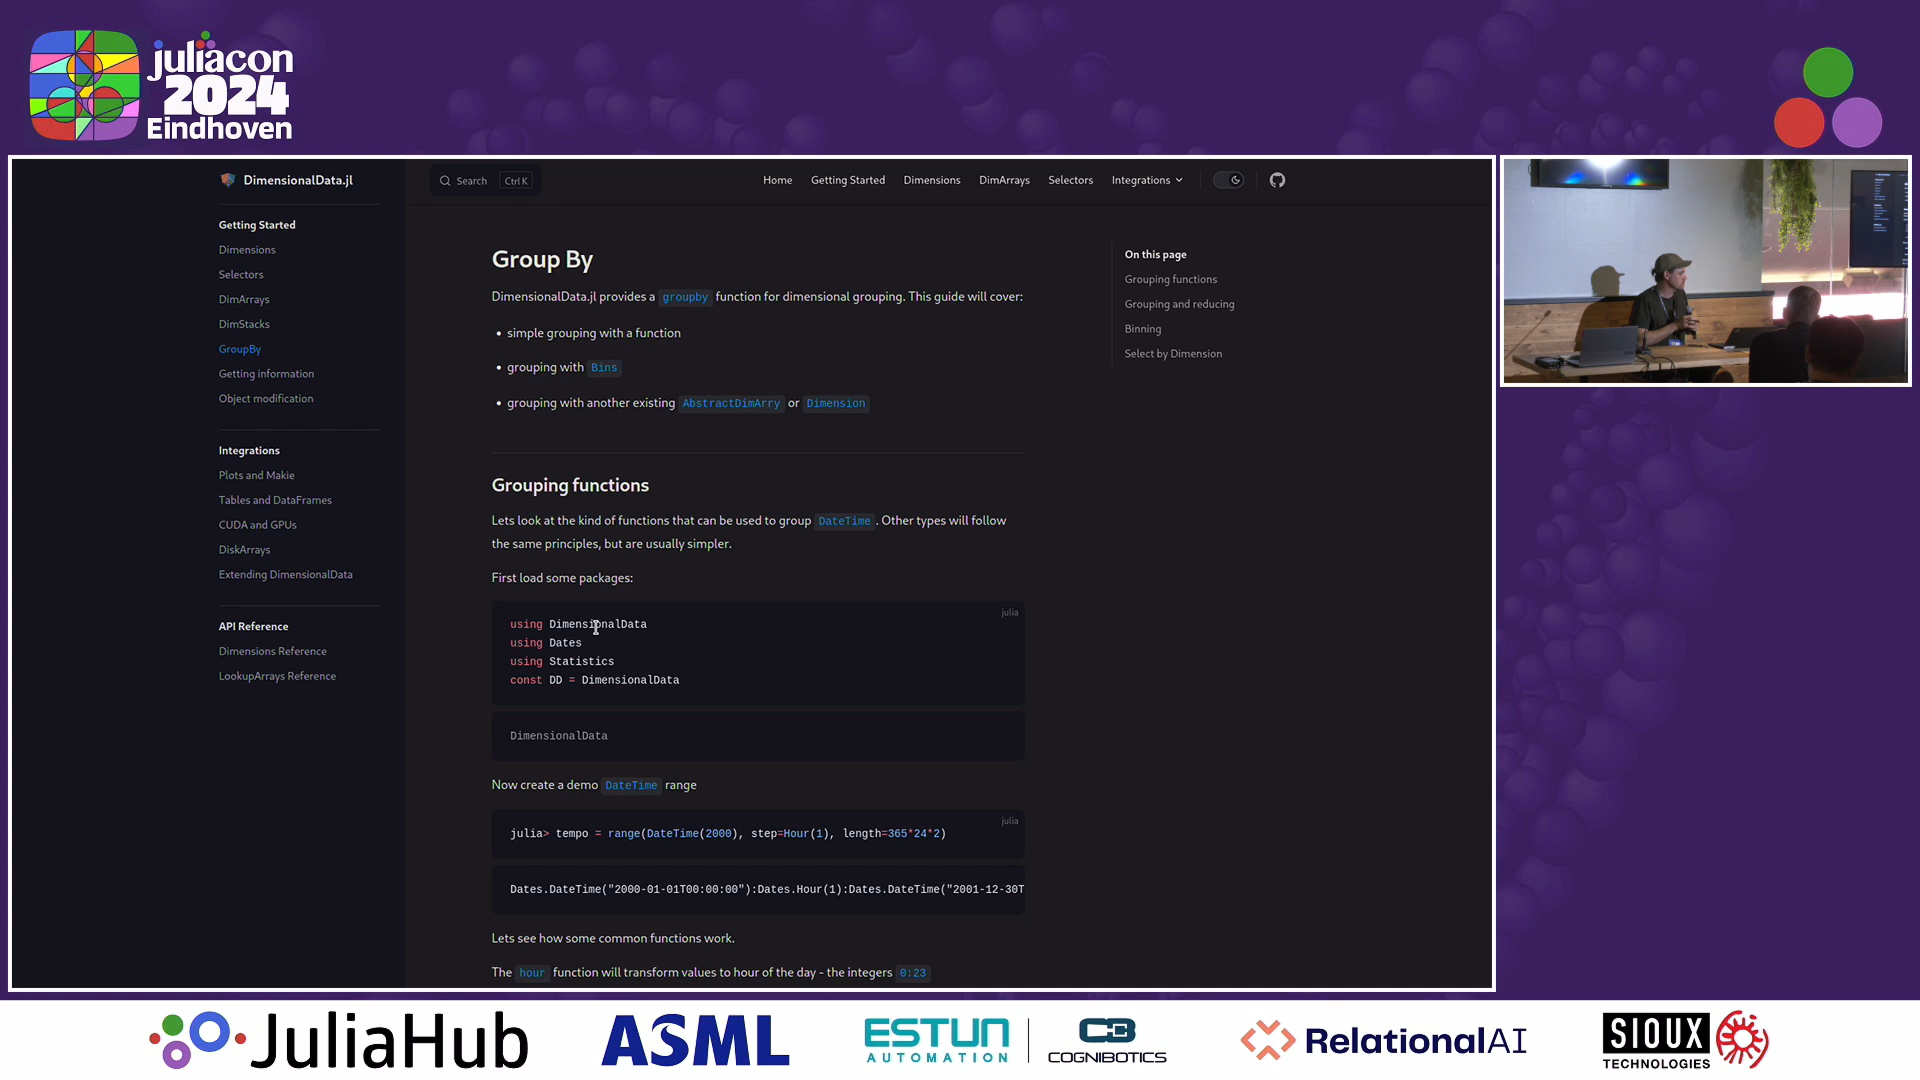 juliacon
2024
Eindhoven
DimensionalData.jl
Search
Ctrl K
Home
Getting Started
Dimensions
DimArrays
Selectors
Integrations
Getting Started
Dimensions
Selectors
DimArrays
DimStacks
GroupBy
Getting information
Object modification
Integrations
Plots and Makie
Tables and DataFrames
CUDA and GPUs
DiskArrays
Extending DimensionalData
API Reference
Dimensions Reference
LookupArrays Reference
Group By
DimensionalData.jl provides a groupby function for dimensional grouping. This guide will cover:
• simple grouping with a function
• grouping with Bins
• grouping with another existing AbstractDimArry or Dimension
Grouping functions
Lets look at the kind of functions that can be used to group DateTime . Other types will follow
the same principles, but are usually simpler.
First load some packages:
julia
using DimensionalData
using Dates
using Statistics
const DD = DimensionalData
DimensionalData
Now create a demo DateTime range
julia
julia> tempo = range(DateTime(2000), step=Hour(1), length=365*24*2)
Dates.DateTime("2000-01-01T00:00:00"):Dates.Hour(1):Dates.DateTime("2001-12-30T
Lets see how some common functions work.
The hour function will transform values to hour of the day - the integers 0:23
On this page
Grouping functions
Grouping and reducing
Binning
Select by Dimension
JuliaHub
ASML
ESTUN
AUTOMATION
COGNIBOTICS
RelationalAI
SIOUX
TECHNOLOGIES